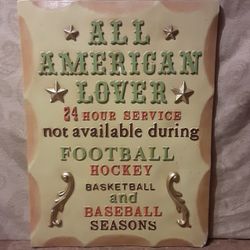 ALL
AMERICAN
LOVER
24 HOUR SERVICE
not available during
FOOTBALL
HOCKEY
BASKETBALL
and
BASEBALL
SEASONS